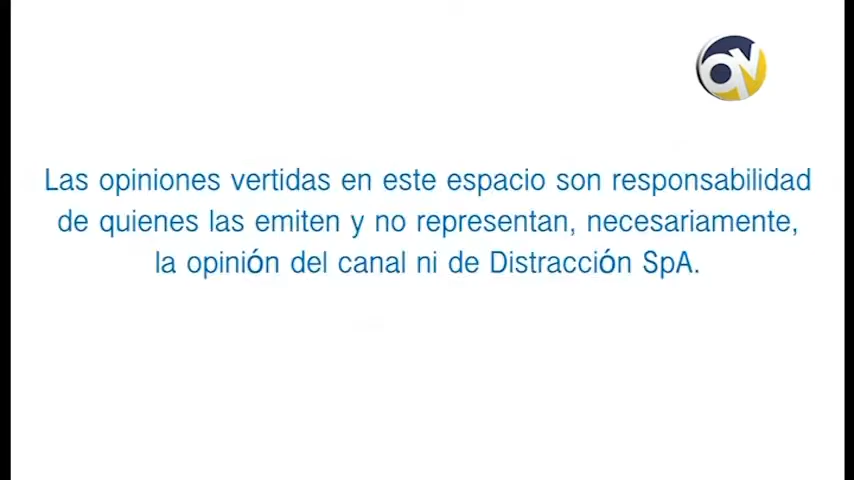 QV
Las opiniones vertidas en este espacio son responsabilidad
de quienes las emiten y no representan, necesariamente,
la opinión del canal ni de Distracción SpA.